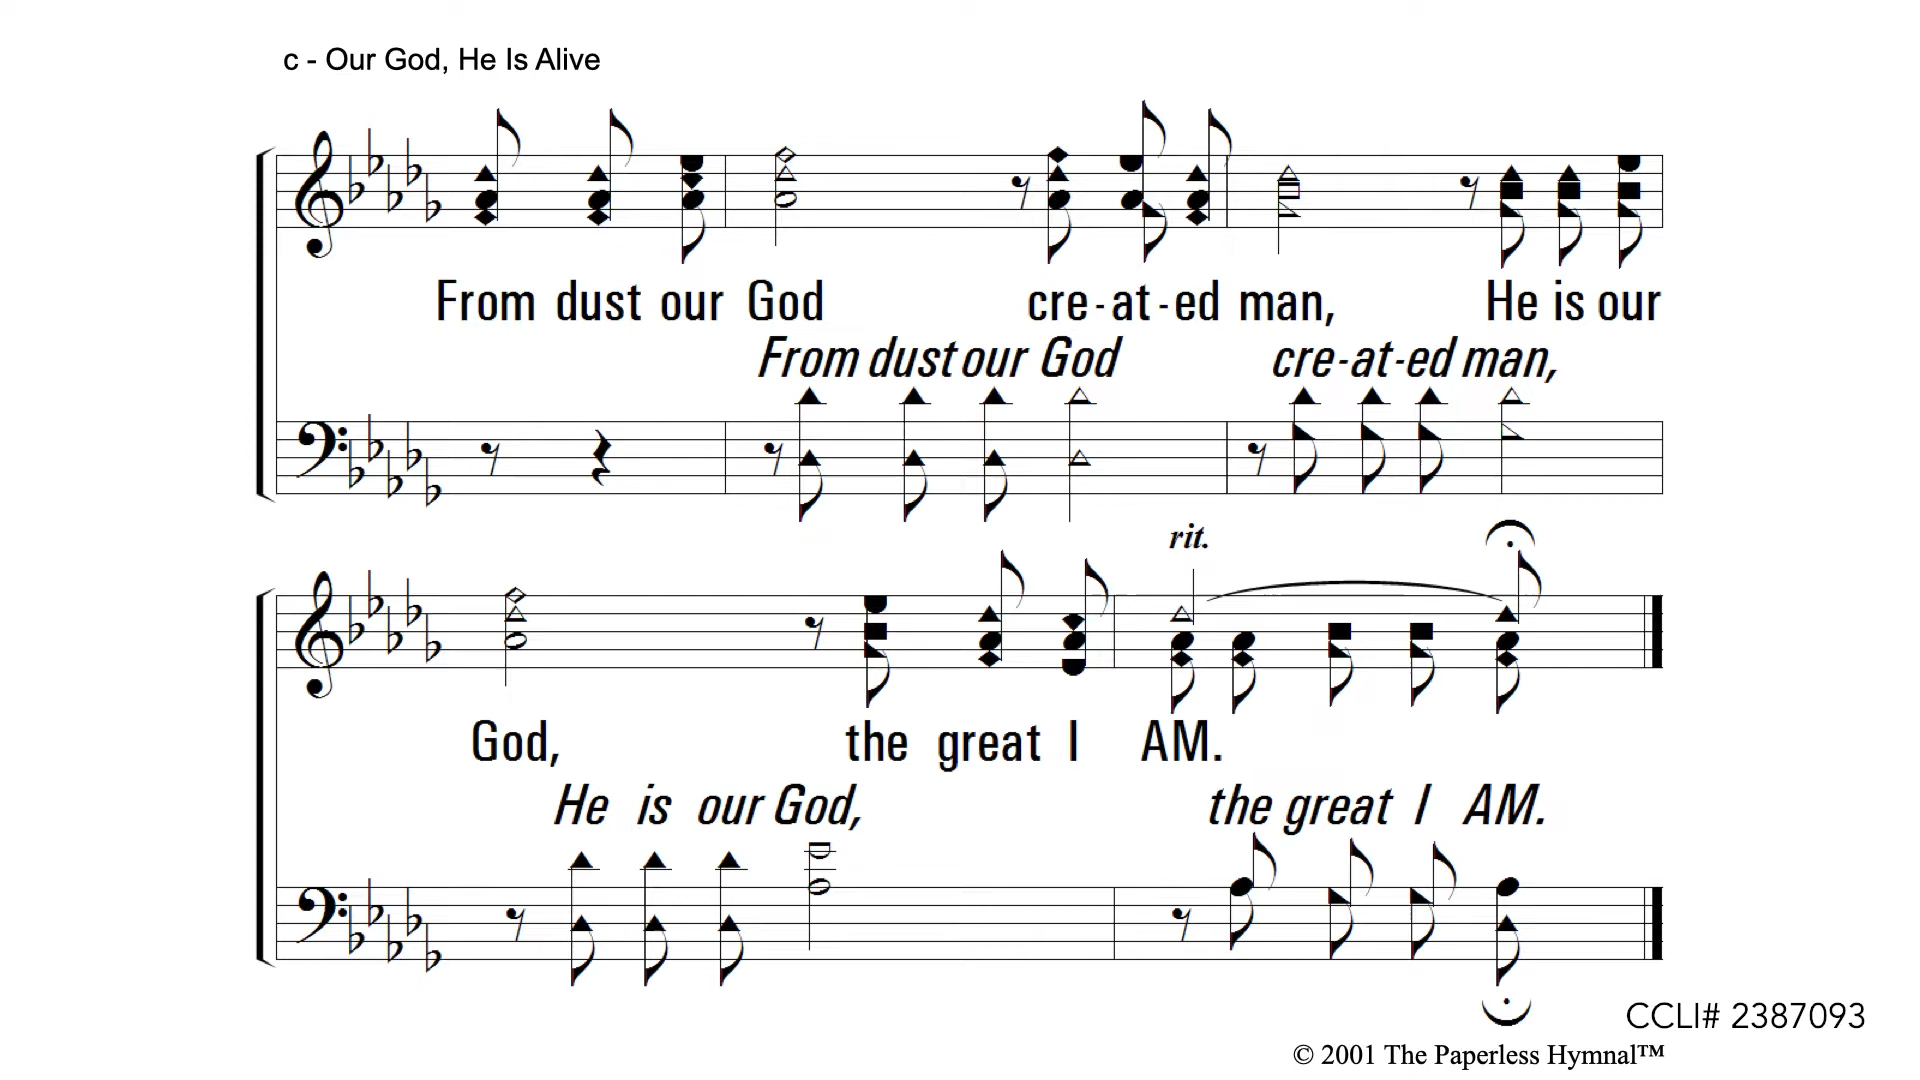 c - Our God, He Is Alive
From dust our God cre-at-ed man, He is our
From dust our God cre-at-ed man,
rit.
God, the great I AM.
He is our God, the great I AM.
CCLI# 2387093
© 2001 The Paperless Hymnal™